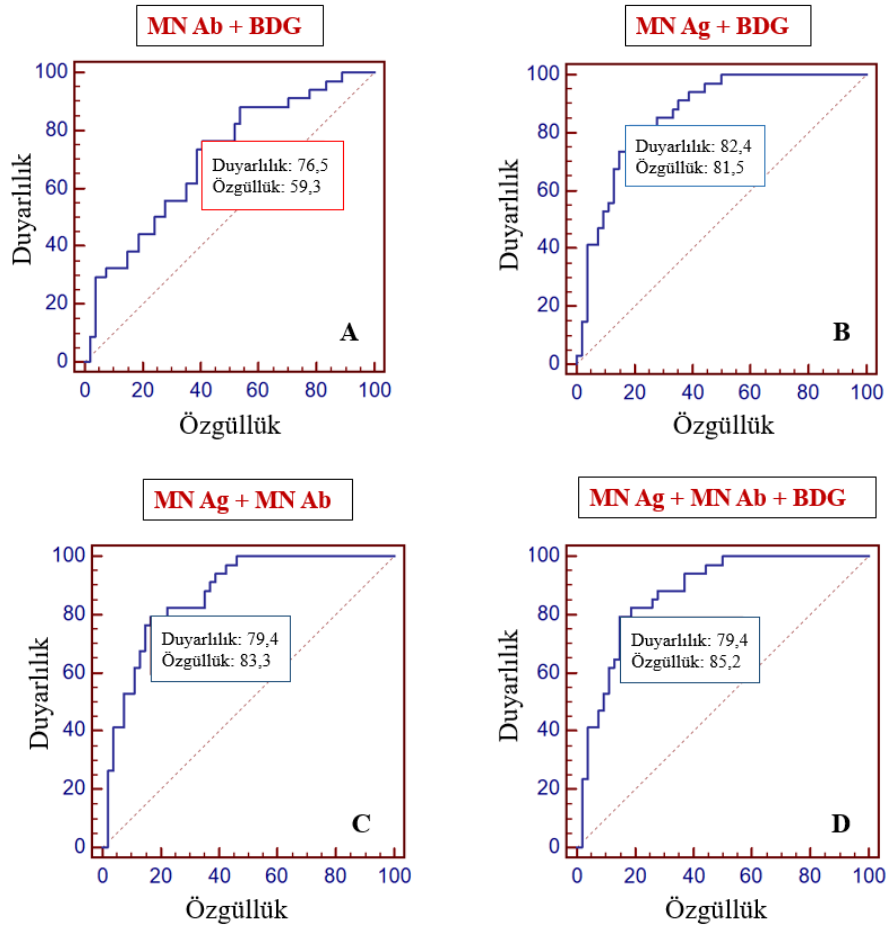 MN Ab + BDG
100
80
60
40
20
0
Duyarlılık
Duyarlılık: 76,5
Özgüllük: 59,3
A
0 20 40 60 80 100
Özgüllük
MN Ag + BDG
100
80
60
40
20
0
Duyarlılık
Duyarlılık: 82,4
Özgüllük: 81,5
B
0 20 40 60 80 100
Özgüllük
MN Ag + MN Ab
100
80
60
40
20
0
Duyarlılık
Duyarlılık: 79,4
Özgüllük: 83,3
C
0 20 40 60 80 100
Özgüllük
MN Ag + MN Ab + BDG
100
80
60
40
20
0
Duyarlılık
Duyarlılık: 79,4
Özgüllük: 85,2
D
0 20 40 60 80 100
Özgüllük